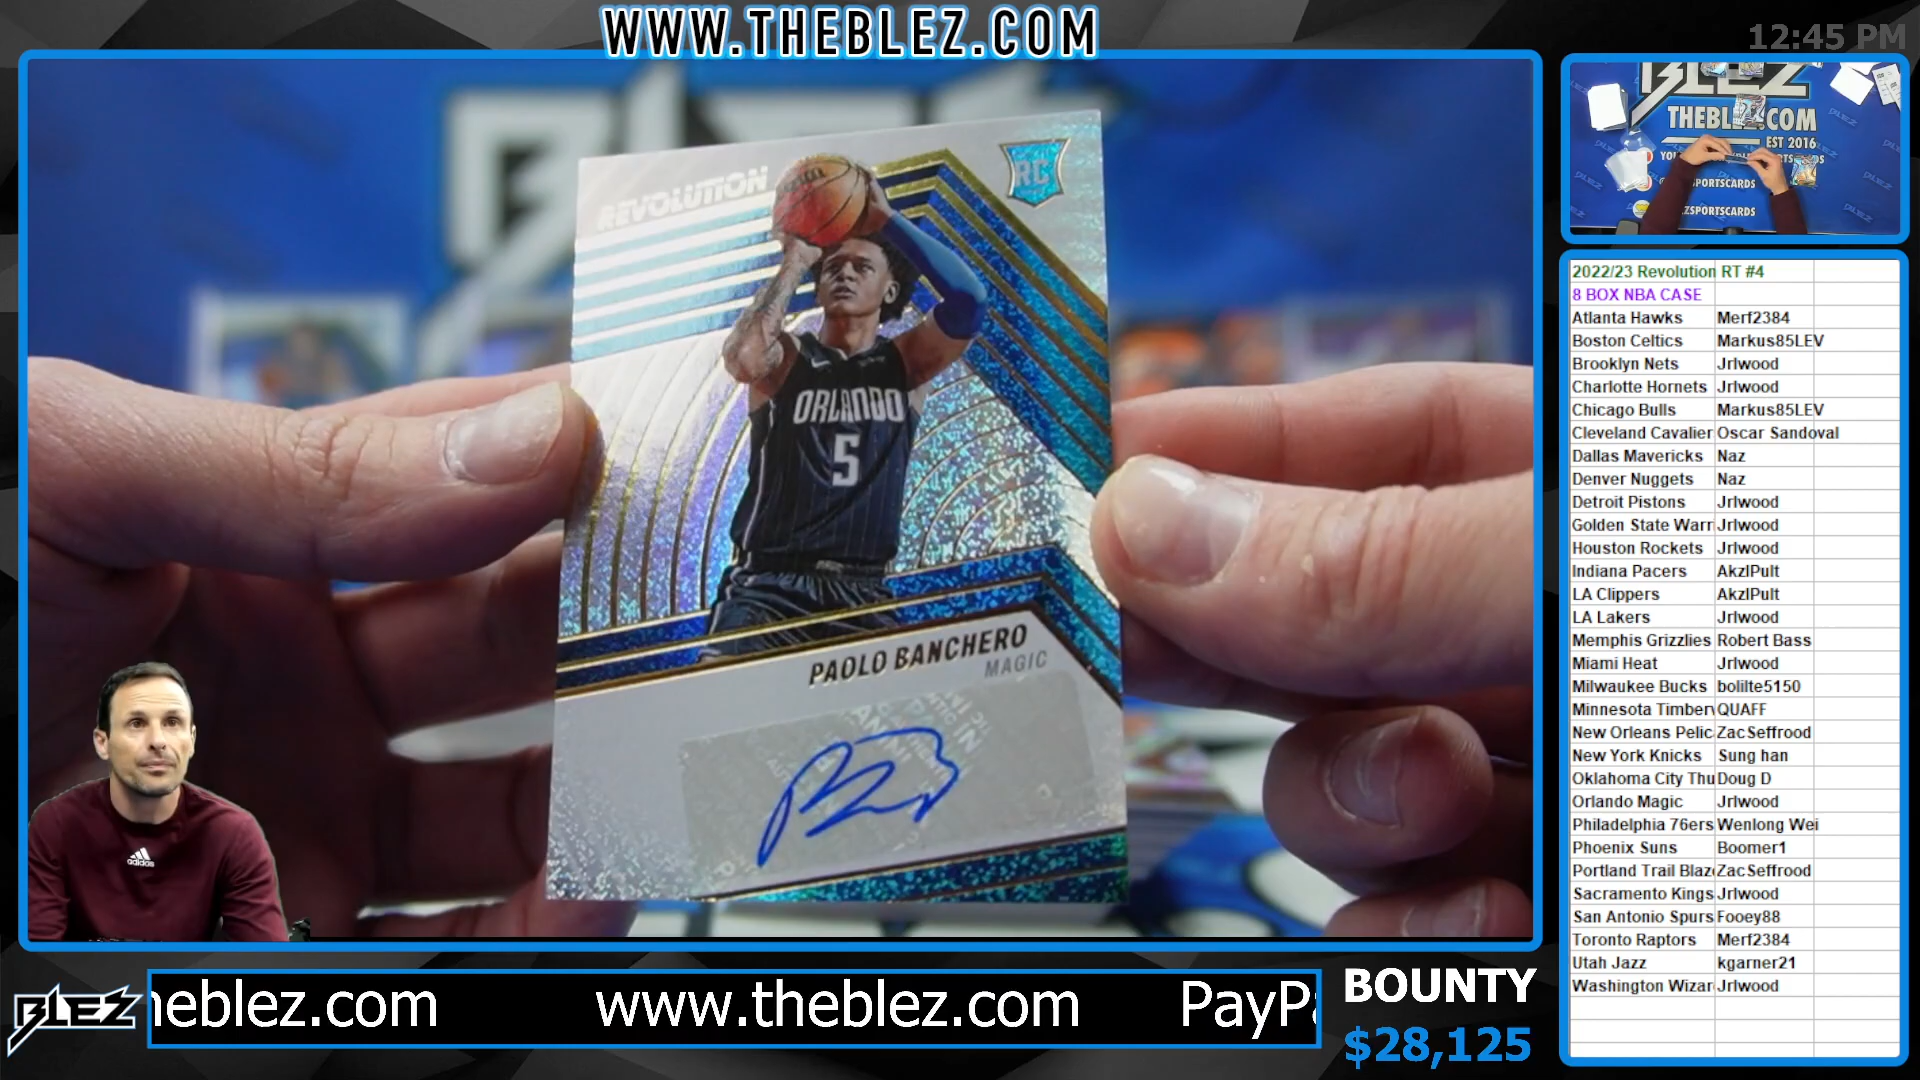 WWW.THEBLEZ.COM
12:45 PM
REVOLUTION
RC
ORLANDO
5
PAOLO BANCHERO
MAGIC
adidas
BLEZ
THEBLEZ.COM
EST 2016
SPORTSCARDS
ZSPORTSCARDS
2022/23 Revolution RT #4
8 BOX NBA CASE
Atlanta Hawks Merf2384
Boston Celtics Markus85LEV
Brooklyn Nets Jrlwood
Charlotte Hornets Jrlwood
Chicago Bulls Markus85LEV
Cleveland Cavalier Oscar Sandoval
Dallas Mavericks Naz
Denver Nuggets Naz
Detroit Pistons Jrlwood
Golden State Warr Jrlwood
Houston Rockets Jrlwood
Indiana Pacers AkzlPult
LA Clippers AkzlPult
LA Lakers Jrlwood
Memphis Grizzlies Robert Bass
Miami Heat Jrlwood
Milwaukee Bucks bolilte5150
Minnesota Timberv QUAFF
New Orleans Pelic ZacSeffrood
New York Knicks Sung han
Oklahoma City Thu Doug D
Orlando Magic Jrlwood
Philadelphia 76ers Wenlong Wei
Phoenix Suns Boomer1
Portland Trail Blaz ZacSeffrood
Sacramento Kings Jrlwood
San Antonio Spurs Fooey88
Toronto Raptors Merf2384
Utah Jazz kgarner21
Washington Wizar Jrlwood
BLEZ
heblez.com www.theblez.com PayPa
BOUNTY
$28,125